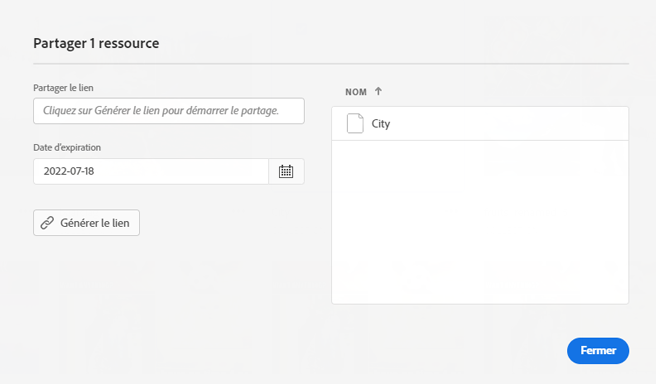 Partager 1 ressource
Partager le lien
Cliquez sur Générer le lien pour démarrer le partage.
Date d'expiration
2022-07-18
Générer le lien
NOM
City
Fermer